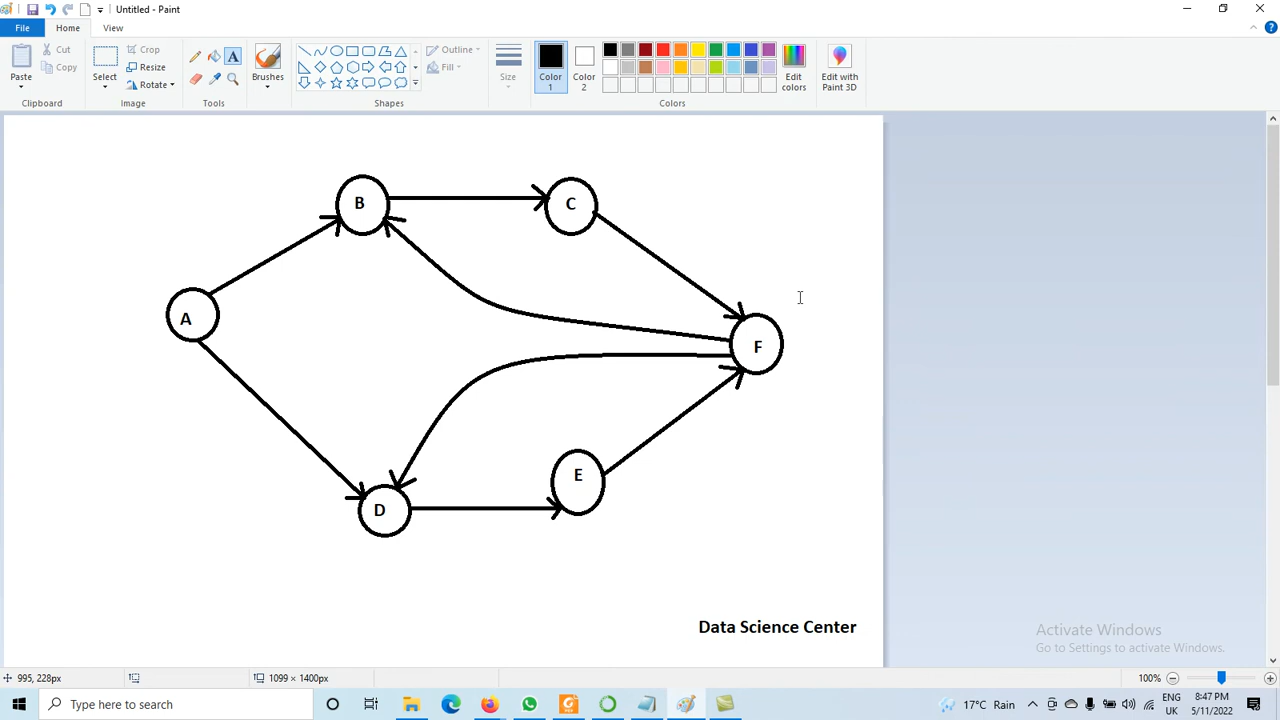 Untitled - Paint
File Home View
Paste
Cut
Copy
Clipboard
Select
Crop
Resize
Rotate
Image
A
Tools
Brushes
Shapes
Outline
Fill
Size
Color 1
Color 2
Colors
Edit colors
Edit with Paint 3D
B
C
A
F
E
D
Data Science Center
Activate Windows
Go to Settings to activate Windows.
995, 228px
1099 × 1400px
100%
Type here to search
17°C Rain
ENG
UK
8:47 PM
5/11/2022